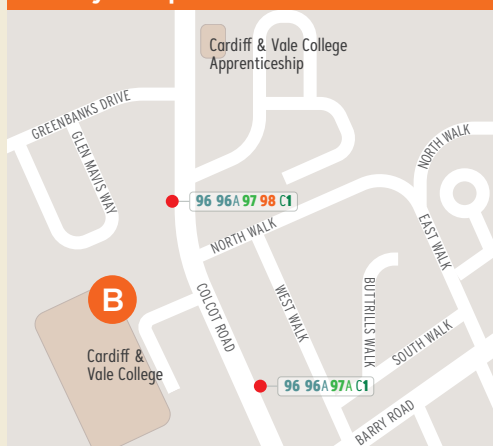 Cardiff & Vale College
Apprenticeship
GREENBANKS DRIVE
GLEN MAVIS WAY
NORTH WALK
96 96A 97 98 C1
NORTH WALK
EAST WALK
COLCOT ROAD
WEST WALK
BUTTRILLS WALK
SOUTH WALK
B
Cardiff &
Vale College
96 96A 97A C1
BARRY ROAD